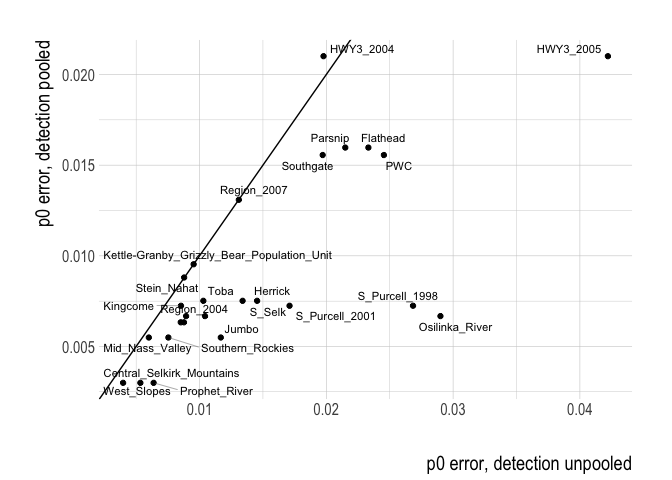 p0 error, detection pooled
0.020
0.015
0.010
0.005
HWY3_2004
HWY3_2005
Parsnip
Flathead
Southgate
PWC
Region_2007
Kettle-Granby_Grizzly_Bear_Population_Unit
Stein_Nahat
Toba
Herrick
S_Purcell_1998
Kingcome
Region_2004
S_Selk
S_Purcell_2001
Osilinka_River
Jumbo
Mid_Nass_Valley
Southern_Rockies
Central_Selkirk_Mountains
West_Slopes
Prophet_River
0.01
0.02
0.03
0.04
p0 error, detection unpooled